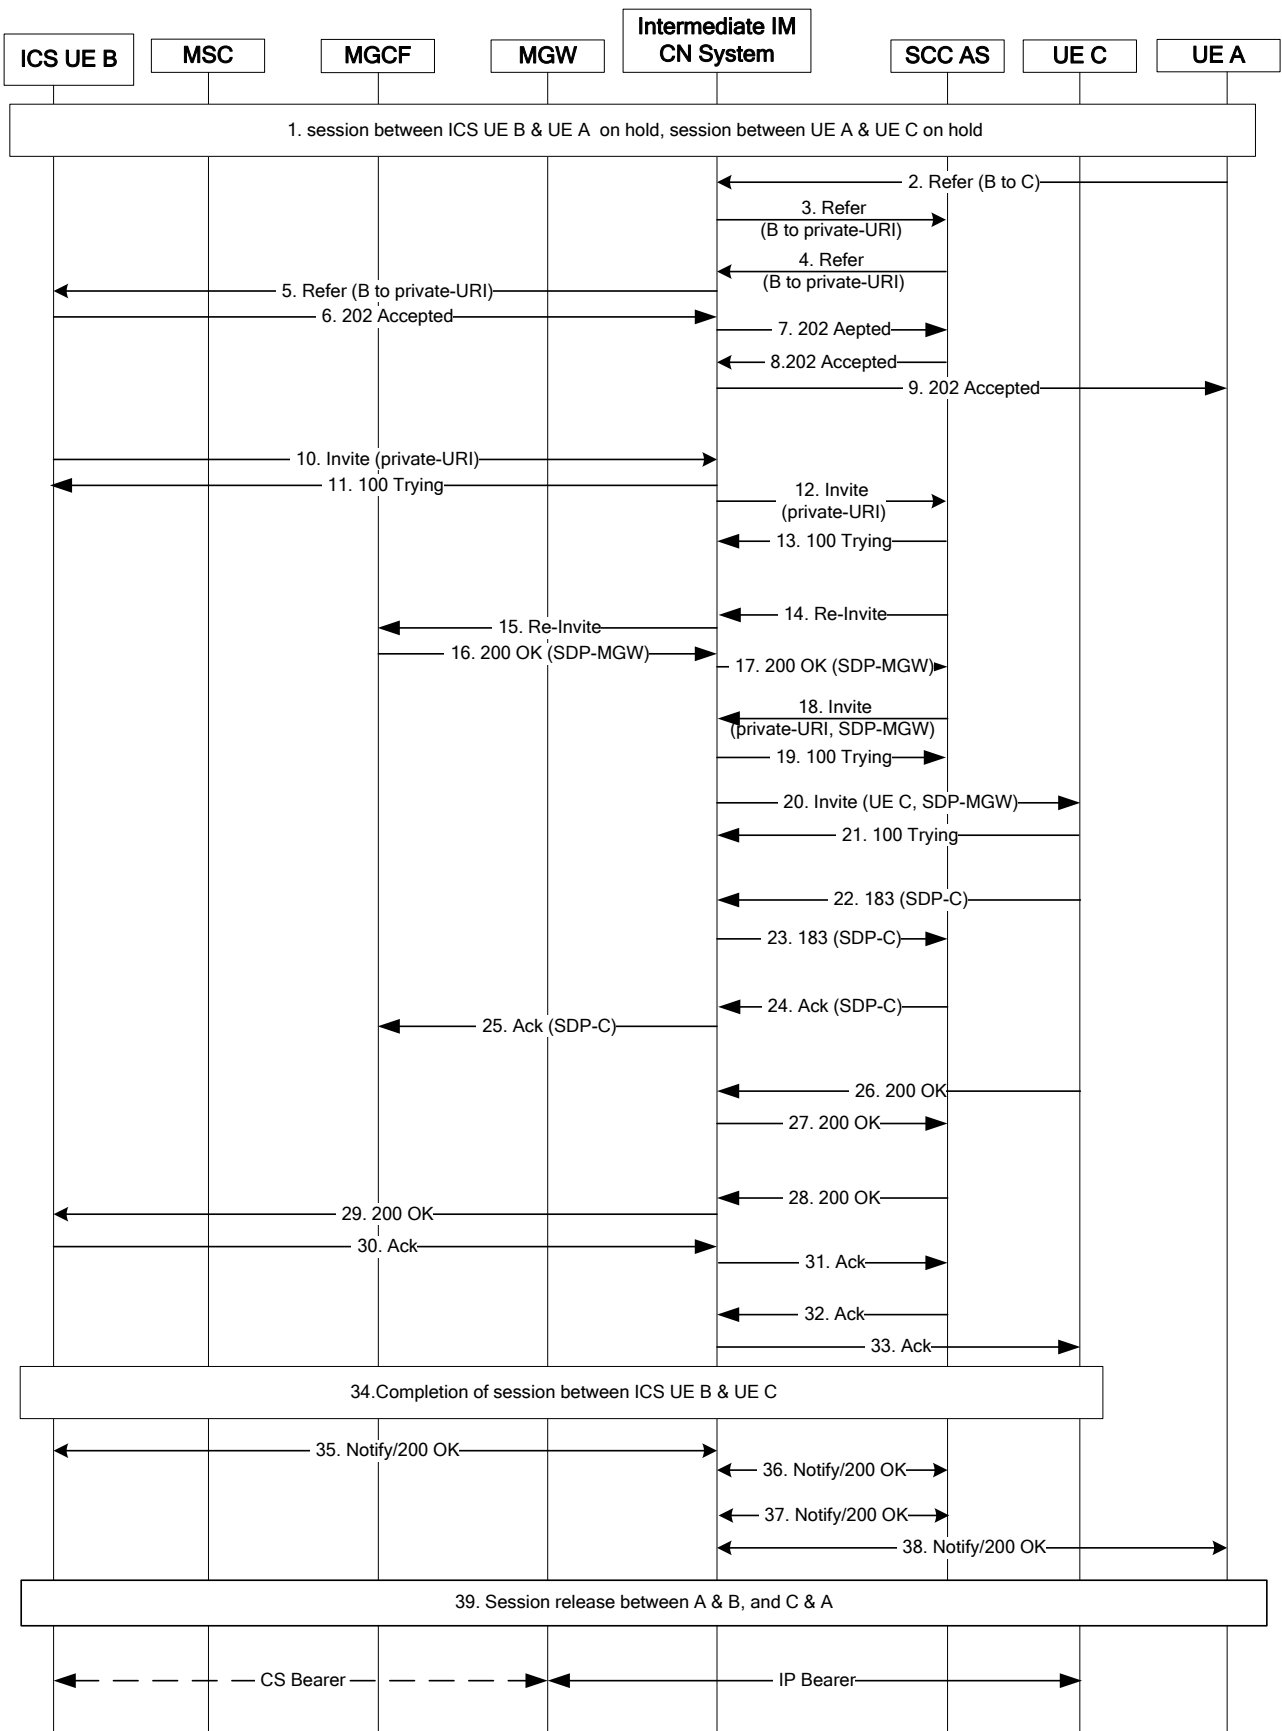 Intermediate IM
CN System
ICS UE B
MSC
MGCF
MGW
SCC AS
UE C
UE A
1. session between ICS UE B & UE A  on hold, session between UE A & UE C on hold
2. Refer (B to C)
3. Refer
(B to private-URI)
4. Refer
(B to private-URI)
5. Refer (B to private-URI)
6. 202 Accepted
7. 202 Aepted
8.202 Accepted
9. 202 Accepted
10. Invite (private-URI)
11. 100 Trying
12. Invite
(private-URI)
13. 100 Trying
14. Re-Invite
15. Re-Invite
16. 200 OK (SDP-MGW)
17. 200 OK (SDP-MGW)
18. Invite
(private-URI, SDP-MGW)
19. 100 Trying
20. Invite (UE C, SDP-MGW)
21. 100 Trying
22. 183 (SDP-C)
23. 183 (SDP-C)
24. Ack (SDP-C)
25. Ack (SDP-C)
26. 200 OK
27. 200 OK
28. 200 OK
29. 200 OK
30. Ack
31. Ack
32. Ack
33. Ack
34.Completion of session between ICS UE B & UE C
35. Notify/200 OK
36. Notify/200 OK
37. Notify/200 OK
38. Notify/200 OK
39. Session release between A & B, and C & A
CS Bearer
IP Bearer